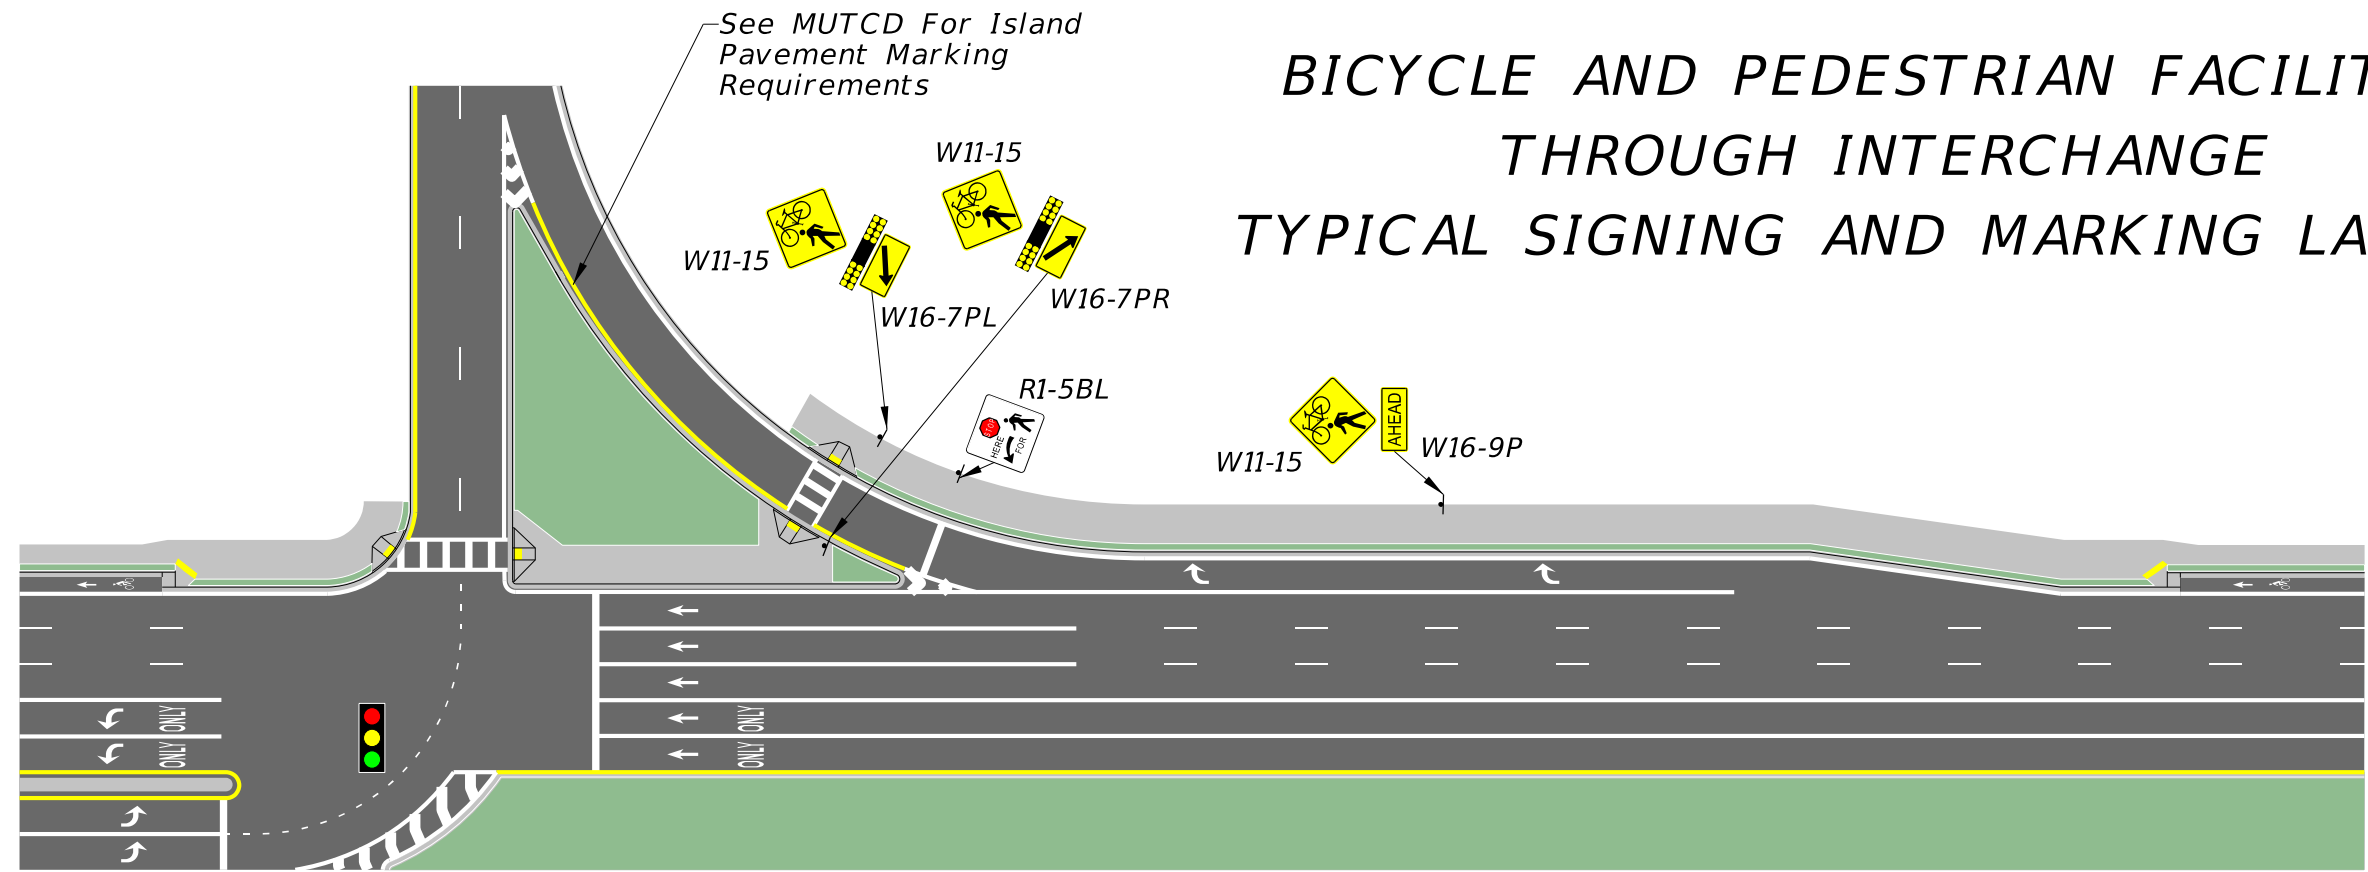 See MUTCD For Island
Pavement Marking
Requirements
BICYCLE AND PEDESTRIAN FACILIT
THROUGH INTERCHANGE
TYPICAL SIGNING AND MARKING LA
W11-15
W11-15
W16-7PL
W16-7PR
R1-5BL
STOP
HERE
FOR
AHEAD
W11-15
W16-9P
ONLY
ONLY
ONLY
ONLY